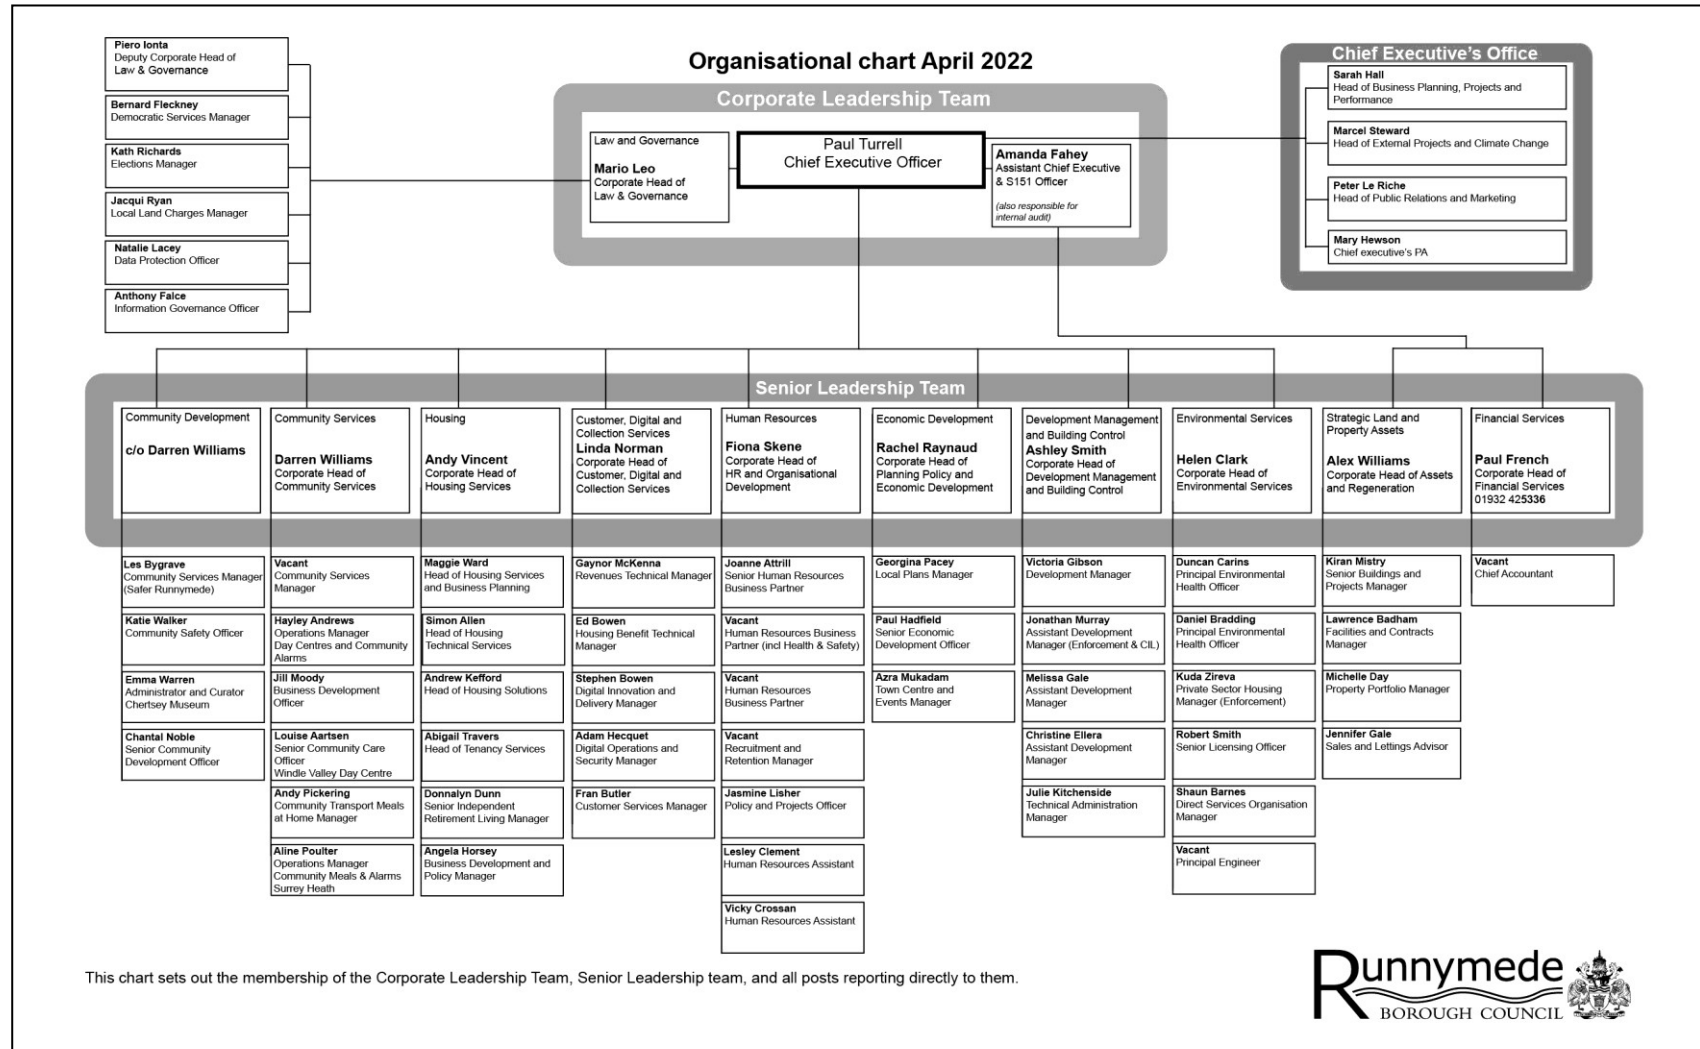 Organisational chart April 2022
Piero Ionta
Deputy Corporate Head of
Law & Governance
Bernard Fleckney
Democratic Services Manager
Kath Richards
Elections Manager
Jacqui Ryan
Local Land Charges Manager
Natalie Lacey
Data Protection Officer
Anthony Falce
Information Governance Officer
Corporate Leadership Team
Law and Governance
Mario Leo
Corporate Head of
Law & Governance
Paul Turrell
Chief Executive Officer
Amanda Fahey
Assistant Chief Executive
& S151 Officer
(also responsible for
internal audit)
Chief Executive's Office
Sarah Hall
Head of Business Planning, Projects and
Performance
Marcel Steward
Head of External Projects and Climate Change
Peter Le Riche
Head of Public Relations and Marketing
Mary Hewson
Chief executive's PA
Senior Leadership Team
Community Development
c/o Darren Williams
Les Bygrave
Community Services Manager
(Safer Runnymede)
Katie Walker
Community Safety Officer
Emma Warren
Administrator and Curator
Chertsey Museum
Chantal Noble
Senior Community
Development Officer
Community Services
Darren Williams
Corporate Head of
Community Services
Vacant
Community Services
Manager
Hayley Andrews
Operations Manager
Day Centres and Community
Alarms
Jill Moody
Business Development
Officer
Louise Aartsen
Senior Community Care
Officer
Windle Valley Day Centre
Andy Pickering
Community Transport Meals
at Home Manager
Aline Poulter
Operations Manager
Community Meals & Alarms
Surrey Heath
Housing
Andy Vincent
Corporate Head of
Housing Services
Maggie Ward
Head of Housing Services
and Business Planning
Simon Allen
Head of Housing
Technical Services
Andrew Kefford
Head of Housing Solutions
Abigail Travers
Head of Tenancy Services
Donnalyn Dunn
Senior Independent
Retirement Living Manager
Angela Horsey
Business Development and
Policy Manager
Customer, Digital and
Collection Services
Linda Norman
Corporate Head of
Customer, Digital and
Collection Services
Gaynor McKenna
Revenues Technical Manager
Ed Bowen
Housing Benefit Technical
Manager
Stephen Bowen
Digital Innovation and
Delivery Manager
Adam Hecquet
Digital Operations and
Security Manager
Fran Butler
Customer Services Manager
Human Resources
Fiona Skene
Corporate Head of
HR and Organisational
Development
Joanne Attrill
Senior Human Resources
Business Partner
Vacant
Human Resources Business
Partner (incl Health & Safety)
Vacant
Human Resources
Business Partner
Vacant
Recruitment and
Retention Manager
Jasmine Lisher
Policy and Projects Officer
Lesley Clement
Human Resources Assistant
Vicky Crossan
Human Resources Assistant
Economic Development
Rachel Raynaud
Corporate Head of
Planning Policy and
Economic Development
Georgina Pacey
Local Plans Manager
Paul Hadfield
Senior Economic
Development Officer
Azra Mukadam
Town Centre and
Events Manager
Development Management
and Building Control
Ashley Smith
Corporate Head of
Development Management
and Building Control
Victoria Gibson
Development Manager
Jonathan Murray
Assistant Development
Manager (Enforcement & CIL)
Melissa Gale
Assistant Development
Manager
Christine Ellera
Assistant Development
Manager
Julie Kitchenside
Technical Administration
Manager
Environmental Services
Helen Clark
Corporate Head of
Environmental Services
Duncan Carins
Principal Environmental
Health Officer
Daniel Bradding
Principal Environmental
Health Officer
Kuda Zireva
Private Sector Housing
Manager (Enforcement)
Robert Smith
Senior Licensing Officer
Shaun Barnes
Direct Services Organisation
Manager
Vacant
Principal Engineer
Strategic Land and
Property Assets
Alex Williams
Corporate Head of Assets
and Regeneration
Kiran Mistry
Senior Buildings and
Projects Manager
Lawrence Badham
Facilities and Contracts
Manager
Michelle Day
Property Portfolio Manager
Jennifer Gale
Sales and Lettings Advisor
Financial Services
Paul French
Corporate Head of
Financial Services
01932 425336
Vacant
Chief Accountant
This chart sets out the membership of the Corporate Leadership Team, Senior Leadership team, and all posts reporting directly to them.
Runnymede
BOROUGH COUNCIL